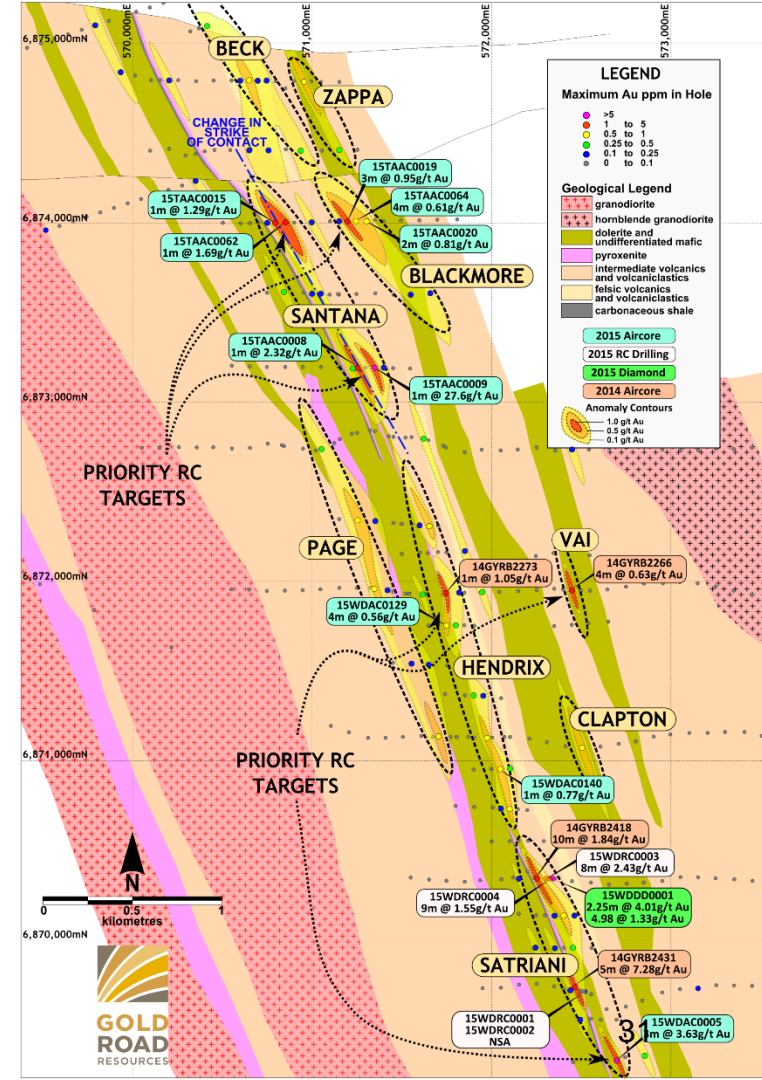 570,000mE
571,000mE
572,000mE
573,000mE
6,875,000mN
6,874,000mN
6,873,000mN
6,872,000mN
6,871,000mN
6,870,000mN
BECK
ZAPPA
CHANGE IN
STRIKE
OF CONTACT
15TAAC0019
3m @ 0.95g/t Au
15TAAC0015
1m @ 1.29g/t Au
15TAAC0064
4m @ 0.61g/t Au
15TAAC0062
1m @ 1.69g/t Au
15TAAC0020
2m @ 0.81g/t Au
BLACKMORE
SANTANA
15TAAC0008
1m @ 2.32g/t Au
15TAAC0009
1m @ 27.6g/t Au
PRIORITY RC
TARGETS
PAGE
VAI
14GYRB2273
1m @ 1.05g/t Au
14GYRB2266
4m @ 0.63g/t Au
15WDAC0129
4m @ 0.56g/t Au
HENDRIX
CLAPTON
PRIORITY RC
TARGETS
15WDAC0140
1m @ 0.77g/t Au
14GYRB2418
10m @ 1.84g/t Au
15WDRC0003
8m @ 2.43g/t Au
15WDRC0004
9m @ 1.55g/t Au
15WDDD0001
2.25m @ 4.01g/t Au
4.98 @ 1.33g/t Au
SATRIANI
14GYRB2431
5m @ 7.28g/t Au
15WDRC0001
15WDRC0002
NSA
31
15WDAC0005
@ 3.63g/t Au
N
0
0.5
1
kilometres
GOLD
ROAD
RESOURCES
LEGEND
Maximum Au ppm in Hole
>5
1 to 5
0.5 to 1
0.25 to 0.5
0.1 to 0.25
0 to 0.1
Geological Legend
granodiorite
hornblende granodiorite
dolerite and
undifferentiated mafic
pyroxenite
intermediate volcanics
and volcaniclastics
felsic volcanics
and volcaniclastics
carbonaceous shale
2015 Aircore
2015 RC Drilling
2015 Diamond
2014 Aircore
Anomaly Contours
1.0 g/t Au
0.5 g/t Au
0.1 g/t Au